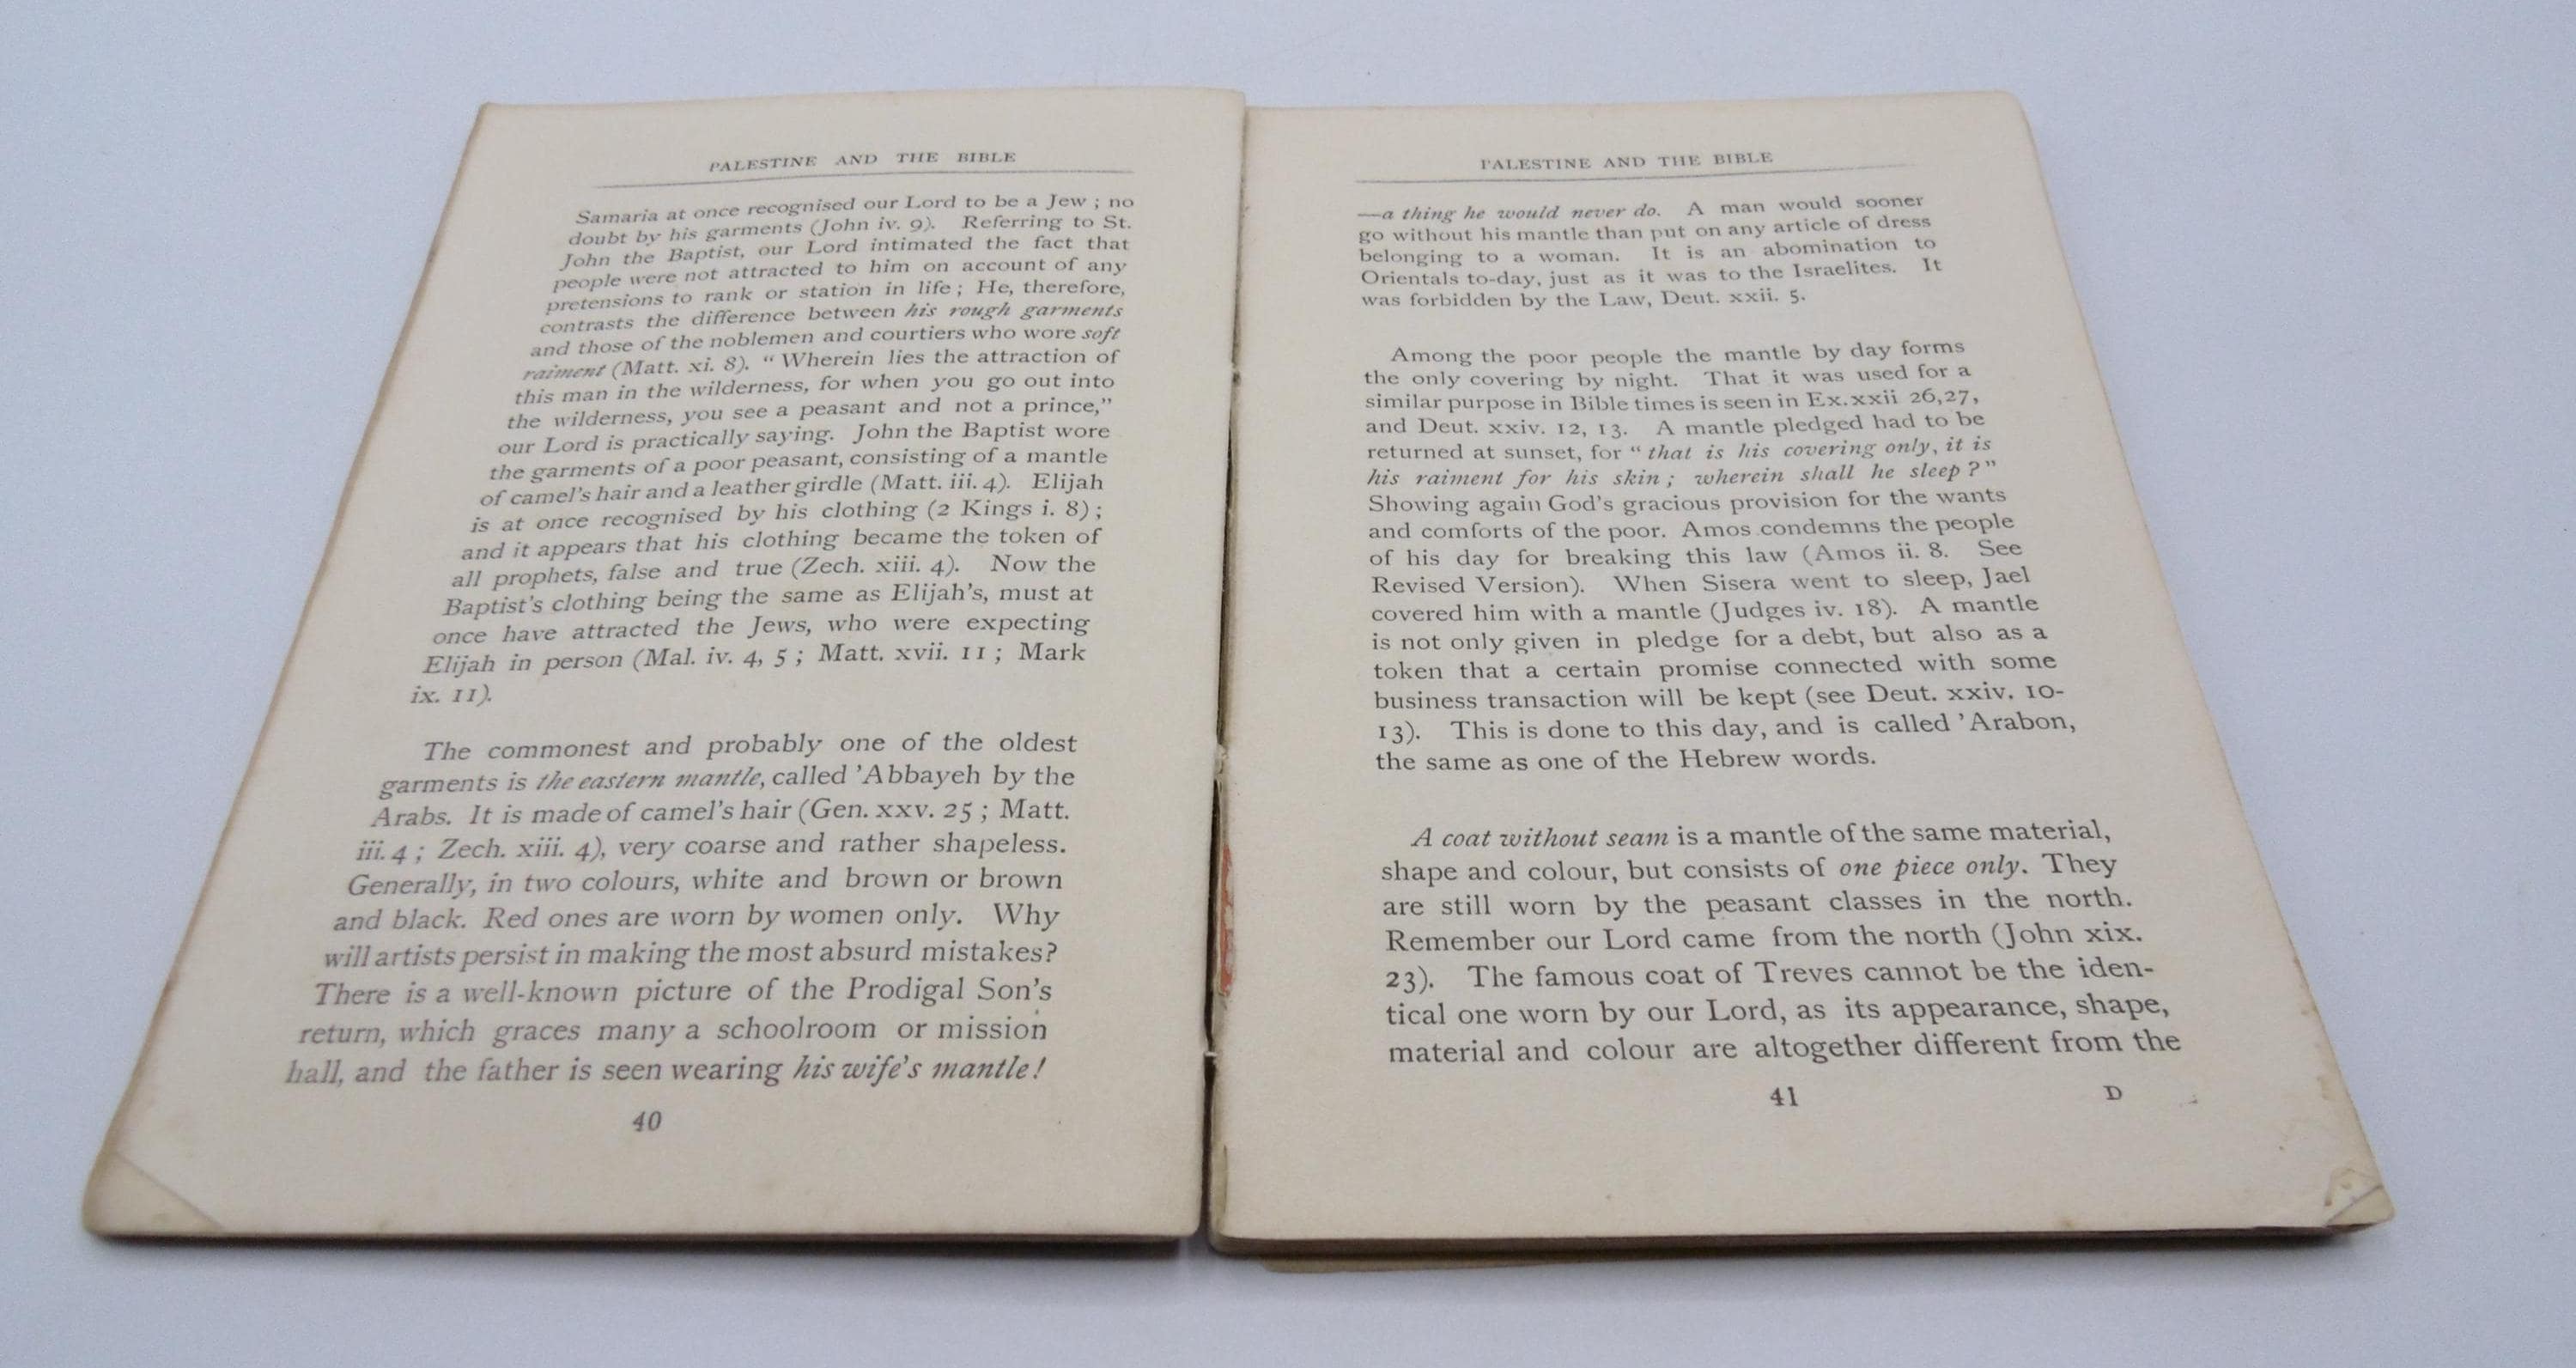 PALESTINE AND THE BIBLE
Samaria at once recognised our Lord to be a Jew ; no
doubt by his garments (John iv. 9). Referring to St.
John the Baptist, our Lord intimated the fact that
people were not attracted to him on account of any
pretensions to rank or station in life ; He, therefore,
contrasts the difference between his rough garments
and those of the noblemen and courtiers who wore soft
raiment (Matt. xi. 8). “ Wherein lies the attraction of
this man in the wilderness, for when you go out into
the wilderness, you see a peasant and not a prince,”
our Lord is practically saying. John the Baptist wore
the garments of a poor peasant, consisting of a mantle
of camel’s hair and a leather girdle (Matt. iii. 4). Elijah
is at once recognised by his clothing (2 Kings i. 8) ;
and it appears that his clothing became the token of
all prophets, false and true (Zech. xiii. 4). Now the
Baptist’s clothing being the same as Elijah’s, must at
once have attracted the Jews, who were expecting
Elijah in person (Mal. iv. 4, 5 ; Matt. xvii. 11 ; Mark
ix. 11).
The commonest and probably one of the oldest
garments is the eastern mantle, called ’Abbayeh by the
Arabs. It is made of camel’s hair (Gen. xxv. 25 ; Matt.
iii. 4 ; Zech. xiii. 4), very coarse and rather shapeless.
Generally, in two colours, white and brown or brown
and black. Red ones are worn by women only. Why
will artists persist in making the most absurd mistakes?
There is a well-known picture of the Prodigal Son’s
return, which graces many a schoolroom or mission
hall, and the father is seen wearing his wife’s mantle!
40
PALESTINE AND THE BIBLE
—a thing he would never do. A man would sooner
go without his mantle than put on any article of dress
belonging to a woman. It is an abomination to
Orientals to-day, just as it was to the Israelites. It
was forbidden by the Law, Deut. xxii. 5.
Among the poor people the mantle by day forms
the only covering by night. That it was used for a
similar purpose in Bible times is seen in Ex.xxii 26,27,
and Deut. xxiv. 12, 13. A mantle pledged had to be
returned at sunset, for “ that is his covering only, it is
his raiment for his skin ; wherein shall he sleep ?”
Showing again God’s gracious provision for the wants
and comforts of the poor. Amos condemns the people
of his day for breaking this law (Amos ii. 8. See
Revised Version). When Sisera went to sleep, Jael
covered him with a mantle (Judges iv. 18). A mantle
is not only given in pledge for a debt, but also as a
token that a certain promise connected with some
business transaction will be kept (see Deut. xxiv. 10-
13). This is done to this day, and is called ’Arabon,
the same as one of the Hebrew words.
A coat without seam is a mantle of the same material,
shape and colour, but consists of one piece only. They
are still worn by the peasant classes in the north.
Remember our Lord came from the north (John xix.
23). The famous coat of Treves cannot be the iden-
tical one worn by our Lord, as its appearance, shape,
material and colour are altogether different from the
41 D